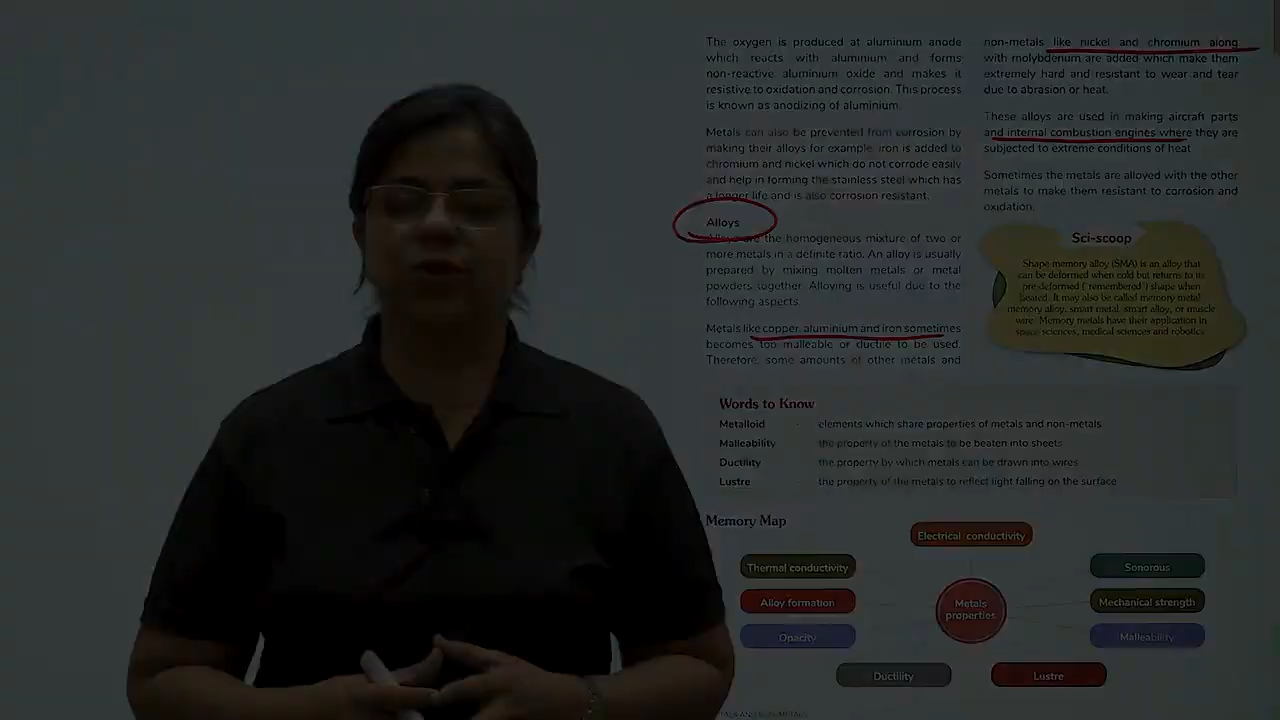 The oxygen is produced at aluminium anode
which reacts with aluminium and forms
non-reactive aluminium oxide and makes it
resistive to oxidation and corrosion. This process
is known as anodizing of aluminium.
Metals can also be prevented from corrosion by
making their alloys for example, iron is added to
chromium and nickel which do not corrode easily
and help in forming the stainless steel which has
a longer life and is also corrosion resistant.
Alloys
Alloys are the homogeneous mixture of two or
more metals in a definite ratio. An alloy is usually
prepared by mixing molten metals or metal
powders together. Alloying is useful due to the
following aspects.
Metals like copper, aluminium and iron sometimes
becomes too malleable or ductile to be used.
Therefore, some amounts of other metals and
non-metals like nickel and chromium along
with molybdenum are added which make them
extremely hard and resistant to wear and tear
due to abrasion or heat.
These alloys are used in making aircraft parts
and internal combustion engines where they are
subjected to extreme conditions of heat
Sometimes the metals are alloyed with the other
metals to make them resistant to corrosion and
oxidation.
Sci-scoop
Shape memory alloy (SMA) is an alloy that
can be deformed when cold but returns to its
pre-deformed ('remembered') shape when
heated. It may also be called memory metal
memory alloy, smart metal, smart alloy, or muscle
wire. Memory metals have their application in
space sciences, medical sciences and robotics
Words to Know
Metalloid - elements which share properties of metals and non-metals
Malleability the property of the metals to be beaten into sheets
Ductility the property by which metals can be drawn into wires
Lustre the property of the metals to reflect light falling on the surface
Memory Map
Electrical conductivity
Thermal conductivity
Sonorous
Alloy formation
Metals
properties
Mechanical strength
Opacity
Malleability
Ductility
Lustre